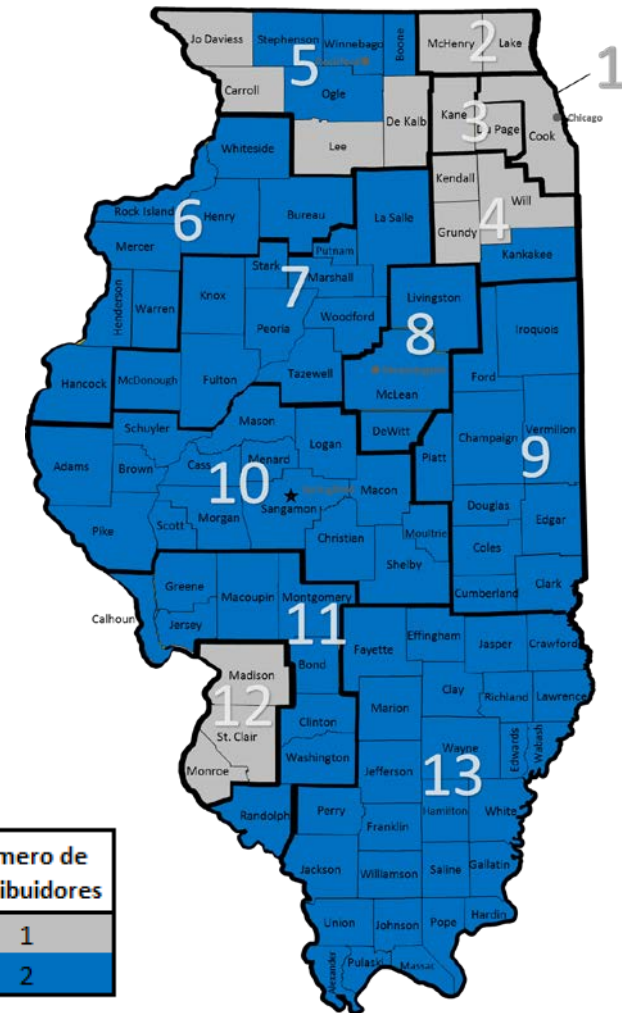 Jo Daviess
Stephenson
Winnebago
Boone
McHenry
Lake
2
1
5
Carroll
Ogle
De Kalb
Kane
3
Du Page
Cook
Chicago
Lee
Whiteside
Kendall
Will
4
Grundy
Kankakee
Rock Island
6
Henry
Bureau
La Salle
Mercer
Putnam
Stark
7
Marshall
Knox
Peoria
Woodford
Livingston
8
Iroquois
Henderson
Warren
Tazewell
McLean
Ford
Hancock
McDonough
Fulton
Mason
Logan
DeWitt
Champaign
Vermilion
9
Piatt
Schuyler
Adams
Brown
Cass
Menard
10
Macon
Sangamon
Douglas
Edgar
Pike
Scott
Morgan
Christien
Moultrie
Coles
Shelby
Clark
Cumberland
Greene
Macoupin
Montgomery
11
Calhoun
Jersey
Fayette
Effingham
Jasper
Crawford
Madison
Bond
12
Clay
Richland
Lawrence
Marion
Clinton
St. Clair
Wayne
Edwards
Wabash
Washington
Jefferson
13
Monroe
Randolph
Perry
Hamilton
White
Franklin
Jackson
Williamson
Saline
Gallatin
Union
Johnson
Pope
Hardin
Alexander
Pulaski
Massac
mero de
ibuidores
1
2